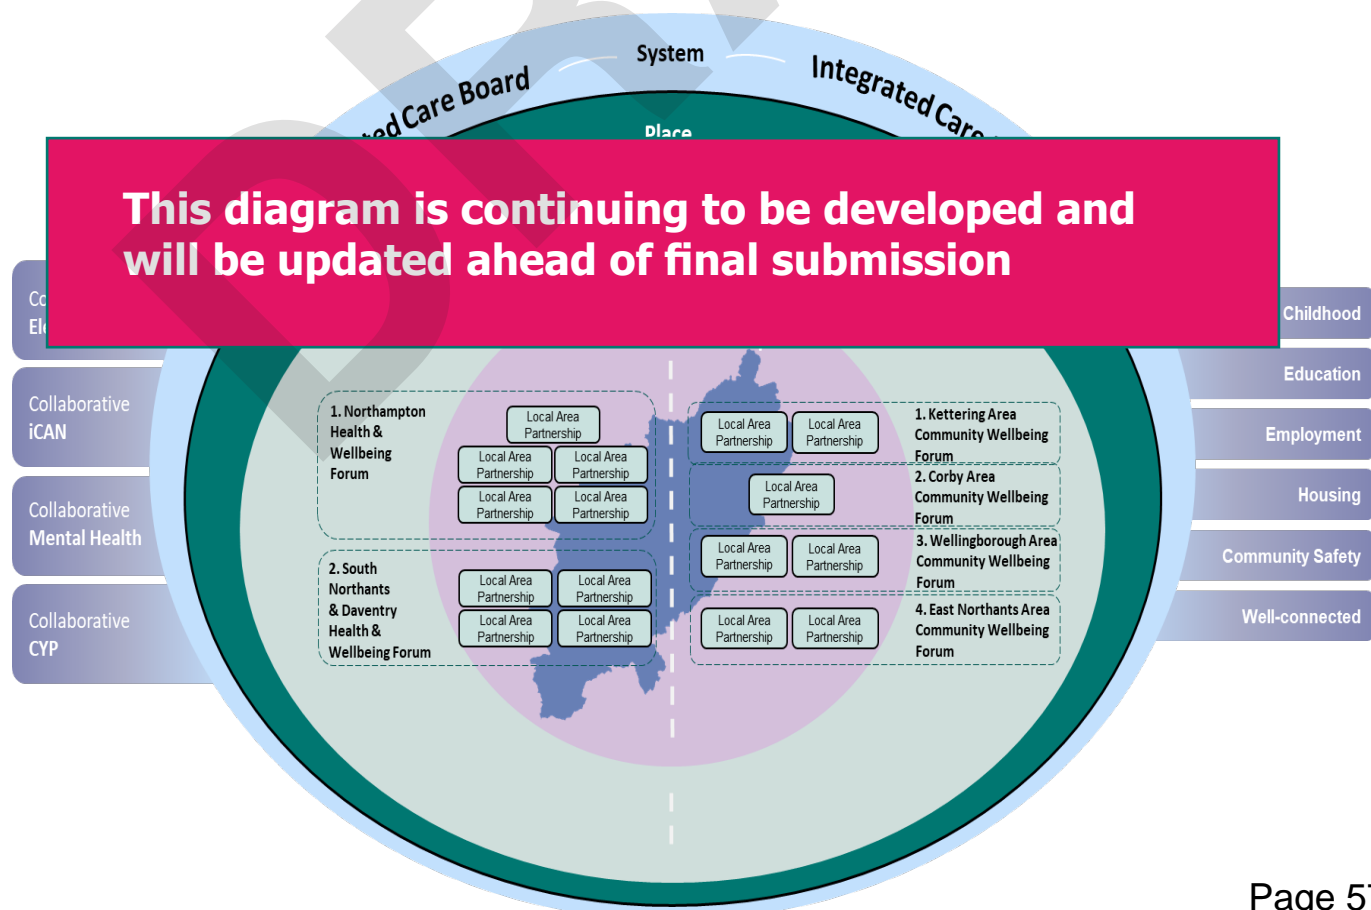 System
Care Board
Integrated Care
Place
This diagram is continuing to be developed and
will be updated ahead of final submission
Collaborative
iCAN
Collaborative
Mental Health
Collaborative
CYP
1. Northampton
Health &
Wellbeing
Forum
Local Area
Partnership
Local Area
Partnership
Local Area
Partnership
Local Area
Partnership
Local Area
Partnership
2. South
Northants
& Daventry
Health &
Wellbeing Forum
Local Area
Partnership
Local Area
Partnership
Local Area
Partnership
Local Area
Partnership
Local Area
Partnership
Local Area
Partnership
1. Kettering Area
Community Wellbeing
Forum
Local Area
Partnership
2. Corby Area
Community Wellbeing
Forum
Local Area
Partnership
Local Area
Partnership
3. Wellingborough Area
Community Wellbeing
Forum
Local Area
Partnership
Local Area
Partnership
4. East Northants Area
Community Wellbeing
Forum
Childhood
Education
Employment
Housing
Community Safety
Well-connected
Page 57